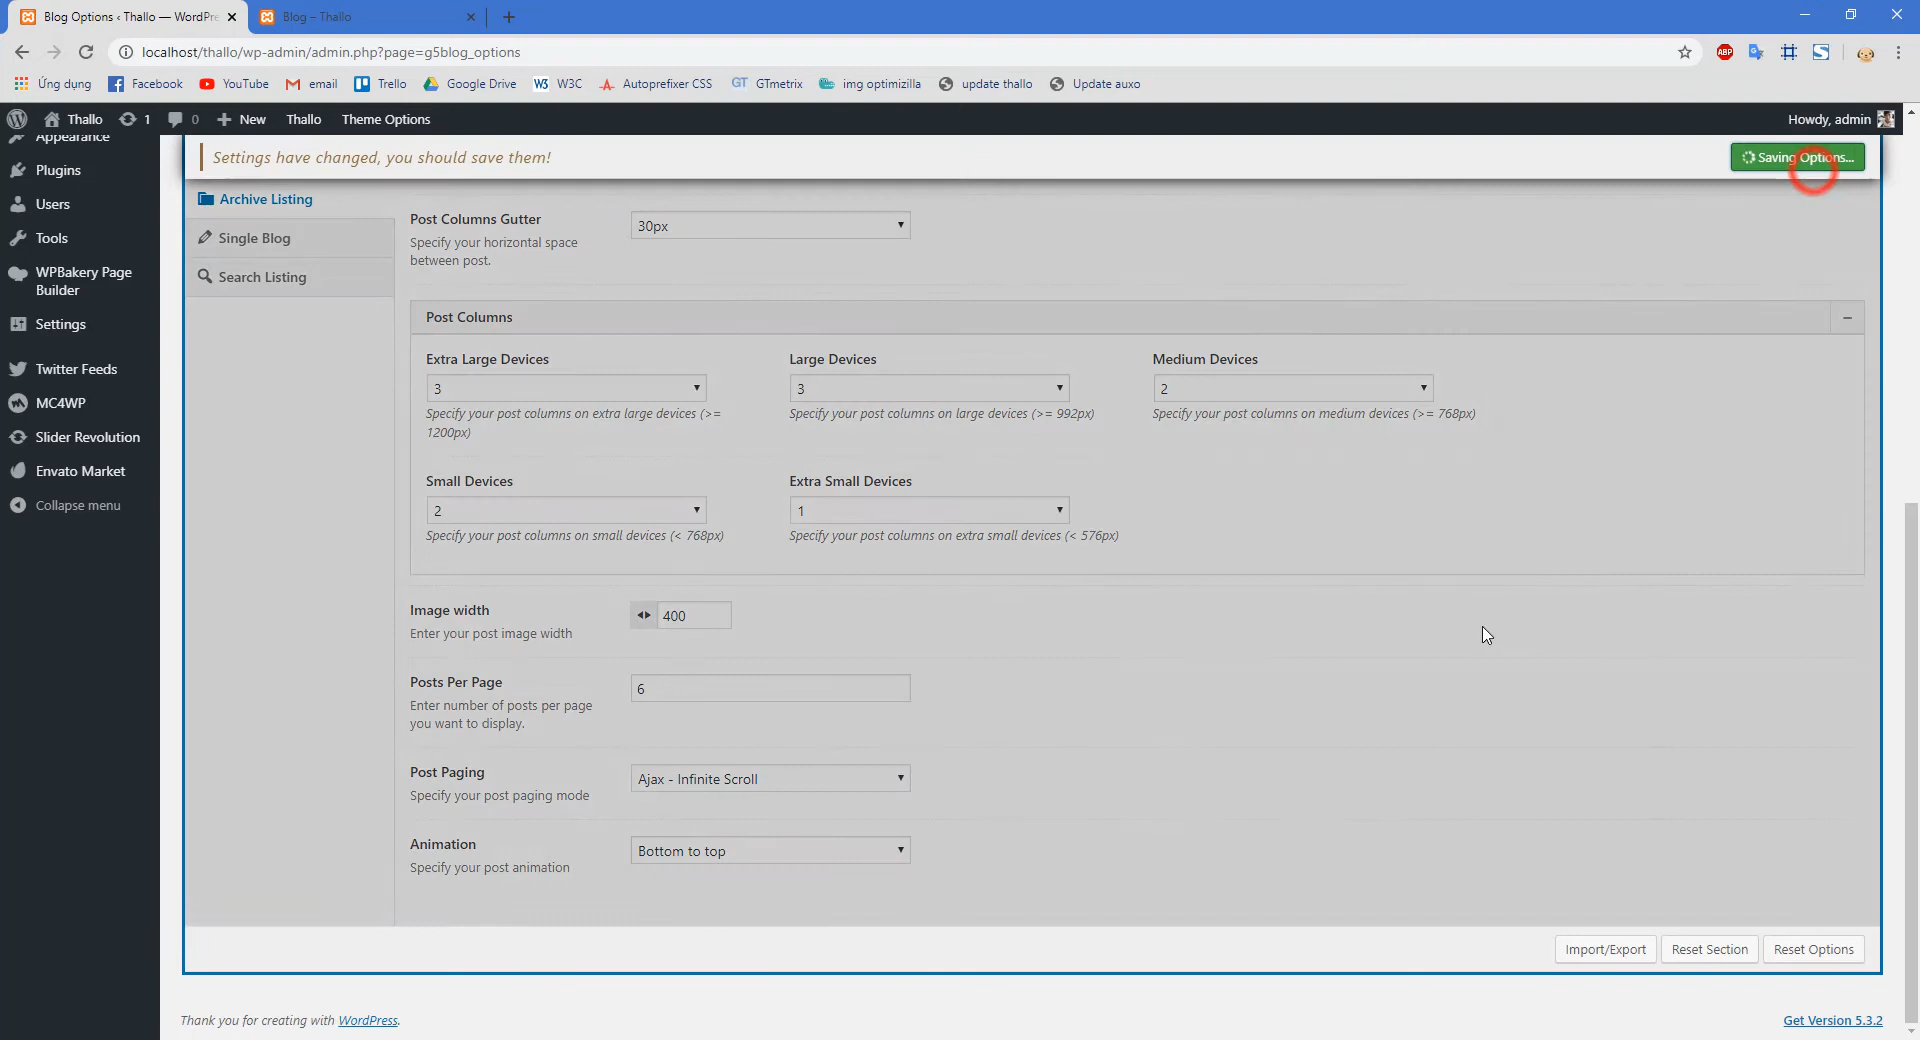 Blog Options ‹ Thallo — WordPre
Blog – Thallo
localhost/thallo/wp-admin/admin.php?page=g5blog_options
ABP
Ứng dụng
Facebook
YouTube
email
Trello
Google Drive
W3C
Autoprefixer CSS
GT
GTmetrix
img optimizilla
update thallo
Update auxo
Thallo
1
0
New
Thallo
Theme Options
Howdy, admin
Appearance
Plugins
Users
Tools
WPBakery Page
Builder
Settings
Twitter Feeds
MC4WP
Slider Revolution
Envato Market
Collapse menu
Settings have changed, you should save them!
Saving Options...
Archive Listing
Single Blog
Search Listing
Post Columns Gutter
Specify your horizontal space
between post.
30px
Post Columns
Extra Large Devices
3
Specify your post columns on extra large devices (>=
1200px)
Large Devices
3
Specify your post columns on large devices (>= 992px)
Medium Devices
2
Specify your post columns on medium devices (>= 768px)
Small Devices
2
Specify your post columns on small devices (< 768px)
Extra Small Devices
1
Specify your post columns on extra small devices (< 576px)
Image width
Enter your post image width
400
Posts Per Page
Enter number of posts per page
you want to display.
6
Post Paging
Specify your post paging mode
Ajax - Infinite Scroll
Animation
Specify your post animation
Bottom to top
Import/Export
Reset Section
Reset Options
Thank you for creating with WordPress.
Get Version 5.3.2